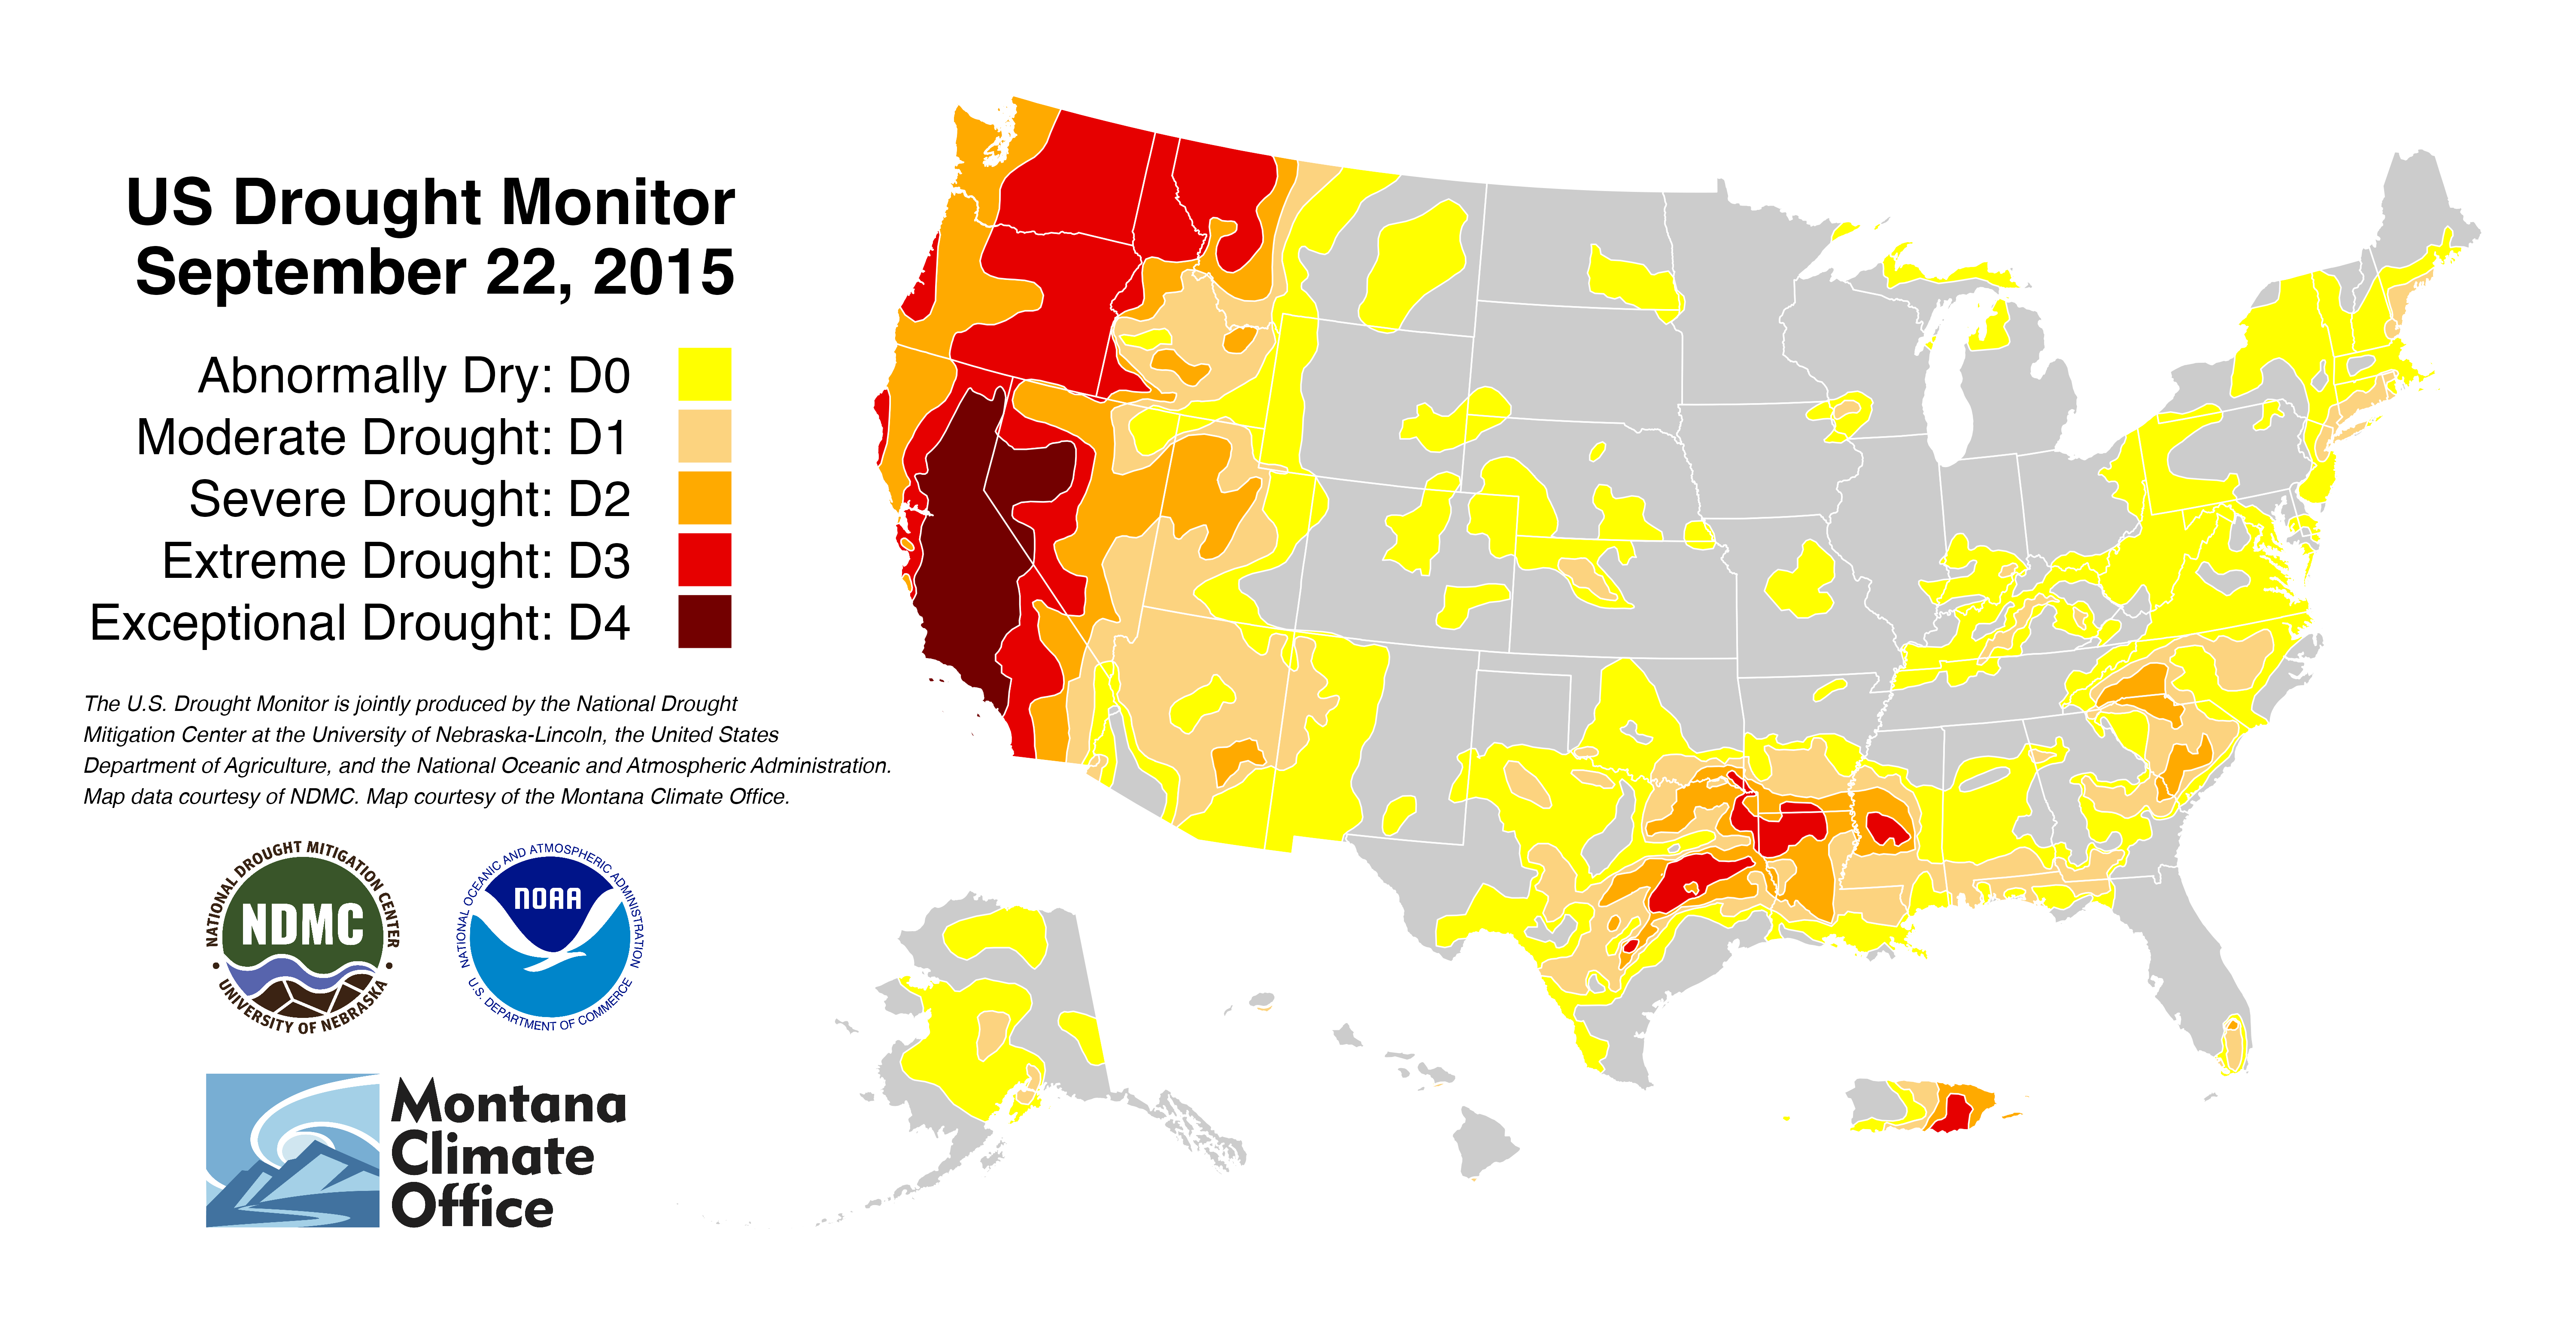 US Drought Monitor
September 22, 2015
Abnormally Dry: D0
Moderate Drought: D1
Severe Drought: D2
Extreme Drought: D3
Exceptional Drought: D4
The U.S. Drought Monitor is jointly produced by the National Drought
Mitigation Center at the University of Nebraska-Lincoln, the United States
Department of Agriculture, and the National Oceanic and Atmospheric Administration.
Map data courtesy of NDMC. Map courtesy of the Montana Climate Office.
NATIONAL DROUGHT MITIGATION CENTER
NDMC
• UNIVERSITY OF NEBRASKA •
NATIONAL OCEANIC AND ATMOSPHERIC ADMINISTRATION
NOAA
U.S. DEPARTMENT OF COMMERCE
Montana
Climate
Office